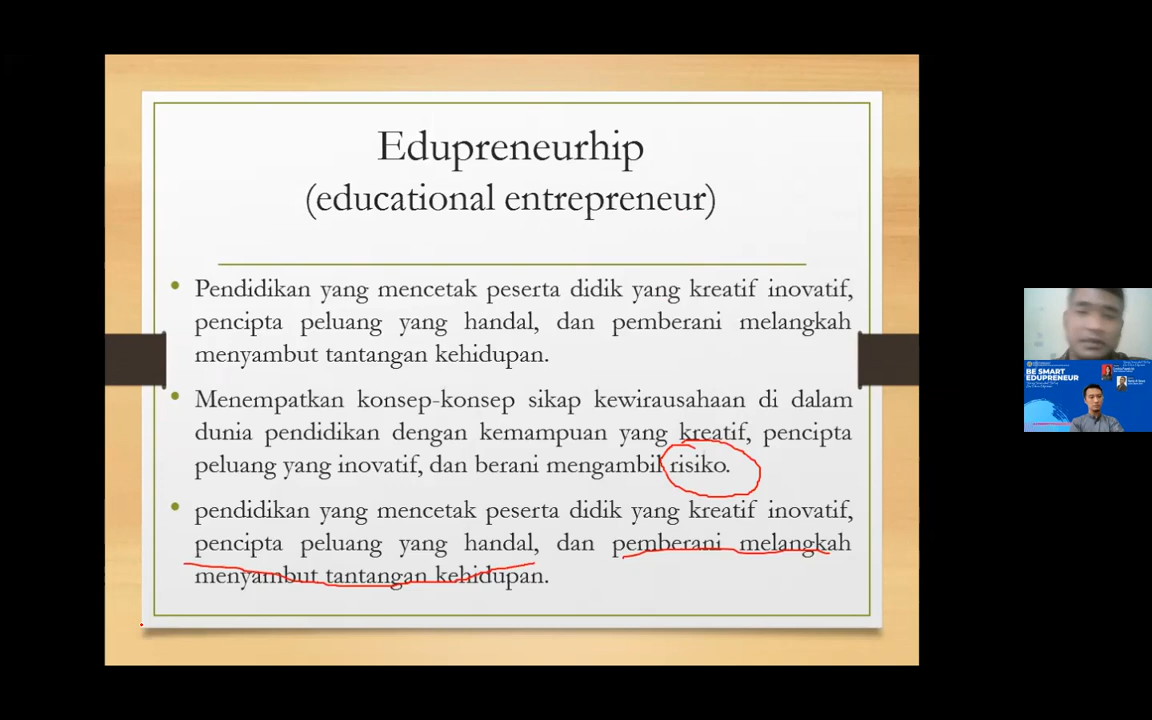 Edupreneurhip
(educational entrepreneur)
• Pendidikan yang mencetak peserta didik yang kreatif inovatif,
pencipta peluang yang handal, dan pemberani melangkah
menyambut tantangan kehidupan.
• Menempatkan konsep-konsep sikap kewirausahaan di dalam
dunia pendidikan dengan kemampuan yang kreatif, pencipta
peluang yang inovatif, dan berani mengambil risiko.
• pendidikan yang mencetak peserta didik yang kreatif inovatif,
pencipta peluang yang handal, dan pemberani melangkah
menyambut tantangan kehidupan.
BE SMART
EDUPRENEUR